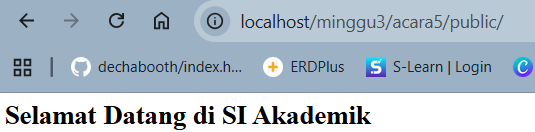 localhost/minggu3/acara5/public/
dechabooth/index.h... ERDPlus S-Learn | Login
Selamat Datang di SI Akademik